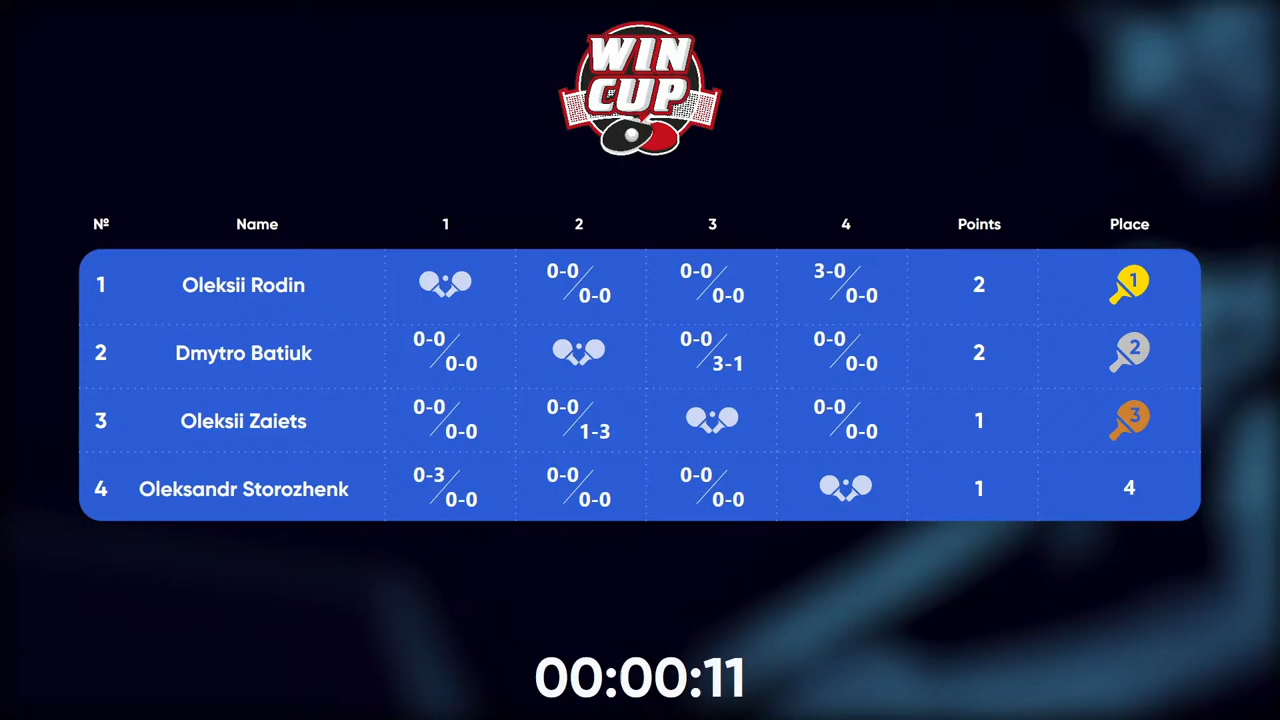 WIN
CUP
№ Name 1 2 3 4 Points Place
1 Oleksii Rodin 0-0/0-0 0-0/0-0 3-0/0-0 2 1
2 Dmytro Batiuk 0-0/0-0 0-0/3-1 0-0/0-0 2 2
3 Oleksii Zaiets 0-0/0-0 0-0/1-3 0-0/0-0 1 3
4 Oleksandr Storozhenk 0-3/0-0 0-0/0-0 0-0/0-0 1 4
00:00:11